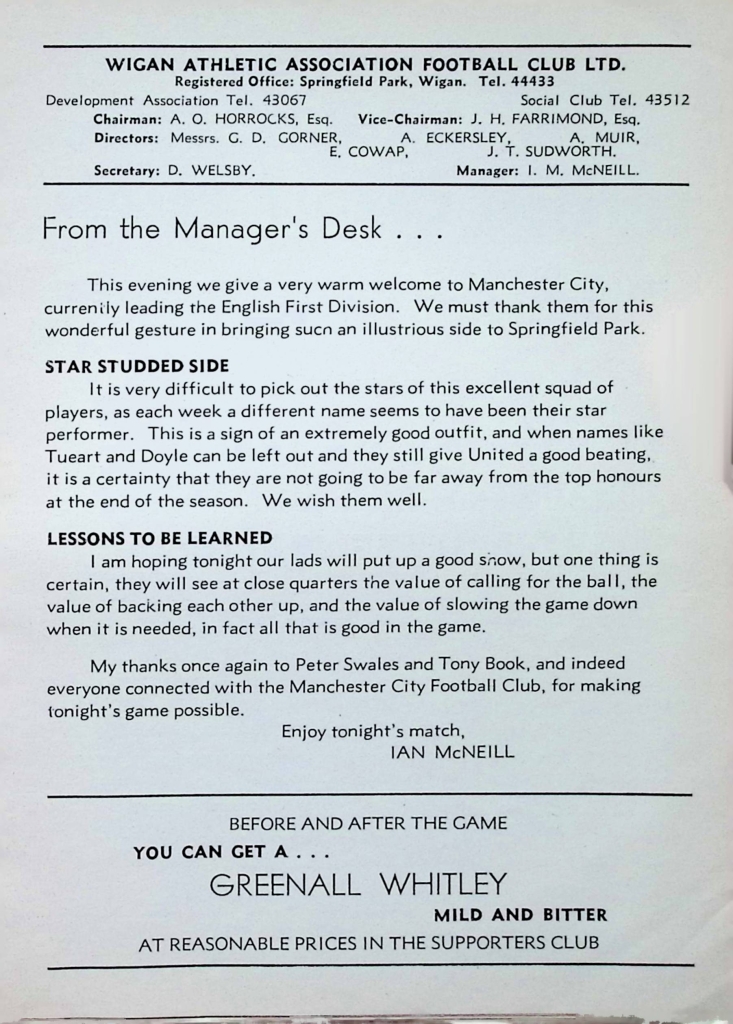 WIGAN ATHLETIC ASSOCIATION FOOTBALL CLUB LTD.
Registered Office: Springfield Park, Wigan. Tel. 44433
Development Association Tel. 43067 Social Club Tel. 43512
Chairman: A. O. HORROCKS, Esq. Vice-Chairman: J. H. FARRIMOND, Esq.
Directors: Messrs. G. D. GORNER, A. ECKERSLEY, A. MUIR,
E. COWAP, J. T. SUDWORTH.
Secretary: D. WELSBY. Manager: I. M. McNEILL.
From the Manager's Desk . . .
This evening we give a very warm welcome to Manchester City,
currently leading the English First Division. We must thank them for this
wonderful gesture in bringing such an illustrious side to Springfield Park.
STAR STUDDED SIDE
It is very difficult to pick out the stars of this excellent squad of
players, as each week a different name seems to have been their star
performer. This is a sign of an extremely good outfit, and when names like
Tueart and Doyle can be left out and they still give United a good beating,
it is a certainty that they are not going to be far away from the top honours
at the end of the season. We wish them well.
LESSONS TO BE LEARNED
I am hoping tonight our lads will put up a good show, but one thing is
certain, they will see at close quarters the value of calling for the ball, the
value of backing each other up, and the value of slowing the game down
when it is needed, in fact all that is good in the game.
My thanks once again to Peter Swales and Tony Book, and indeed
everyone connected with the Manchester City Football Club, for making
tonight's game possible.
Enjoy tonight's match,
IAN McNEILL
BEFORE AND AFTER THE GAME
YOU CAN GET A . . .
GREENALL WHITLEY
MILD AND BITTER
AT REASONABLE PRICES IN THE SUPPORTERS CLUB